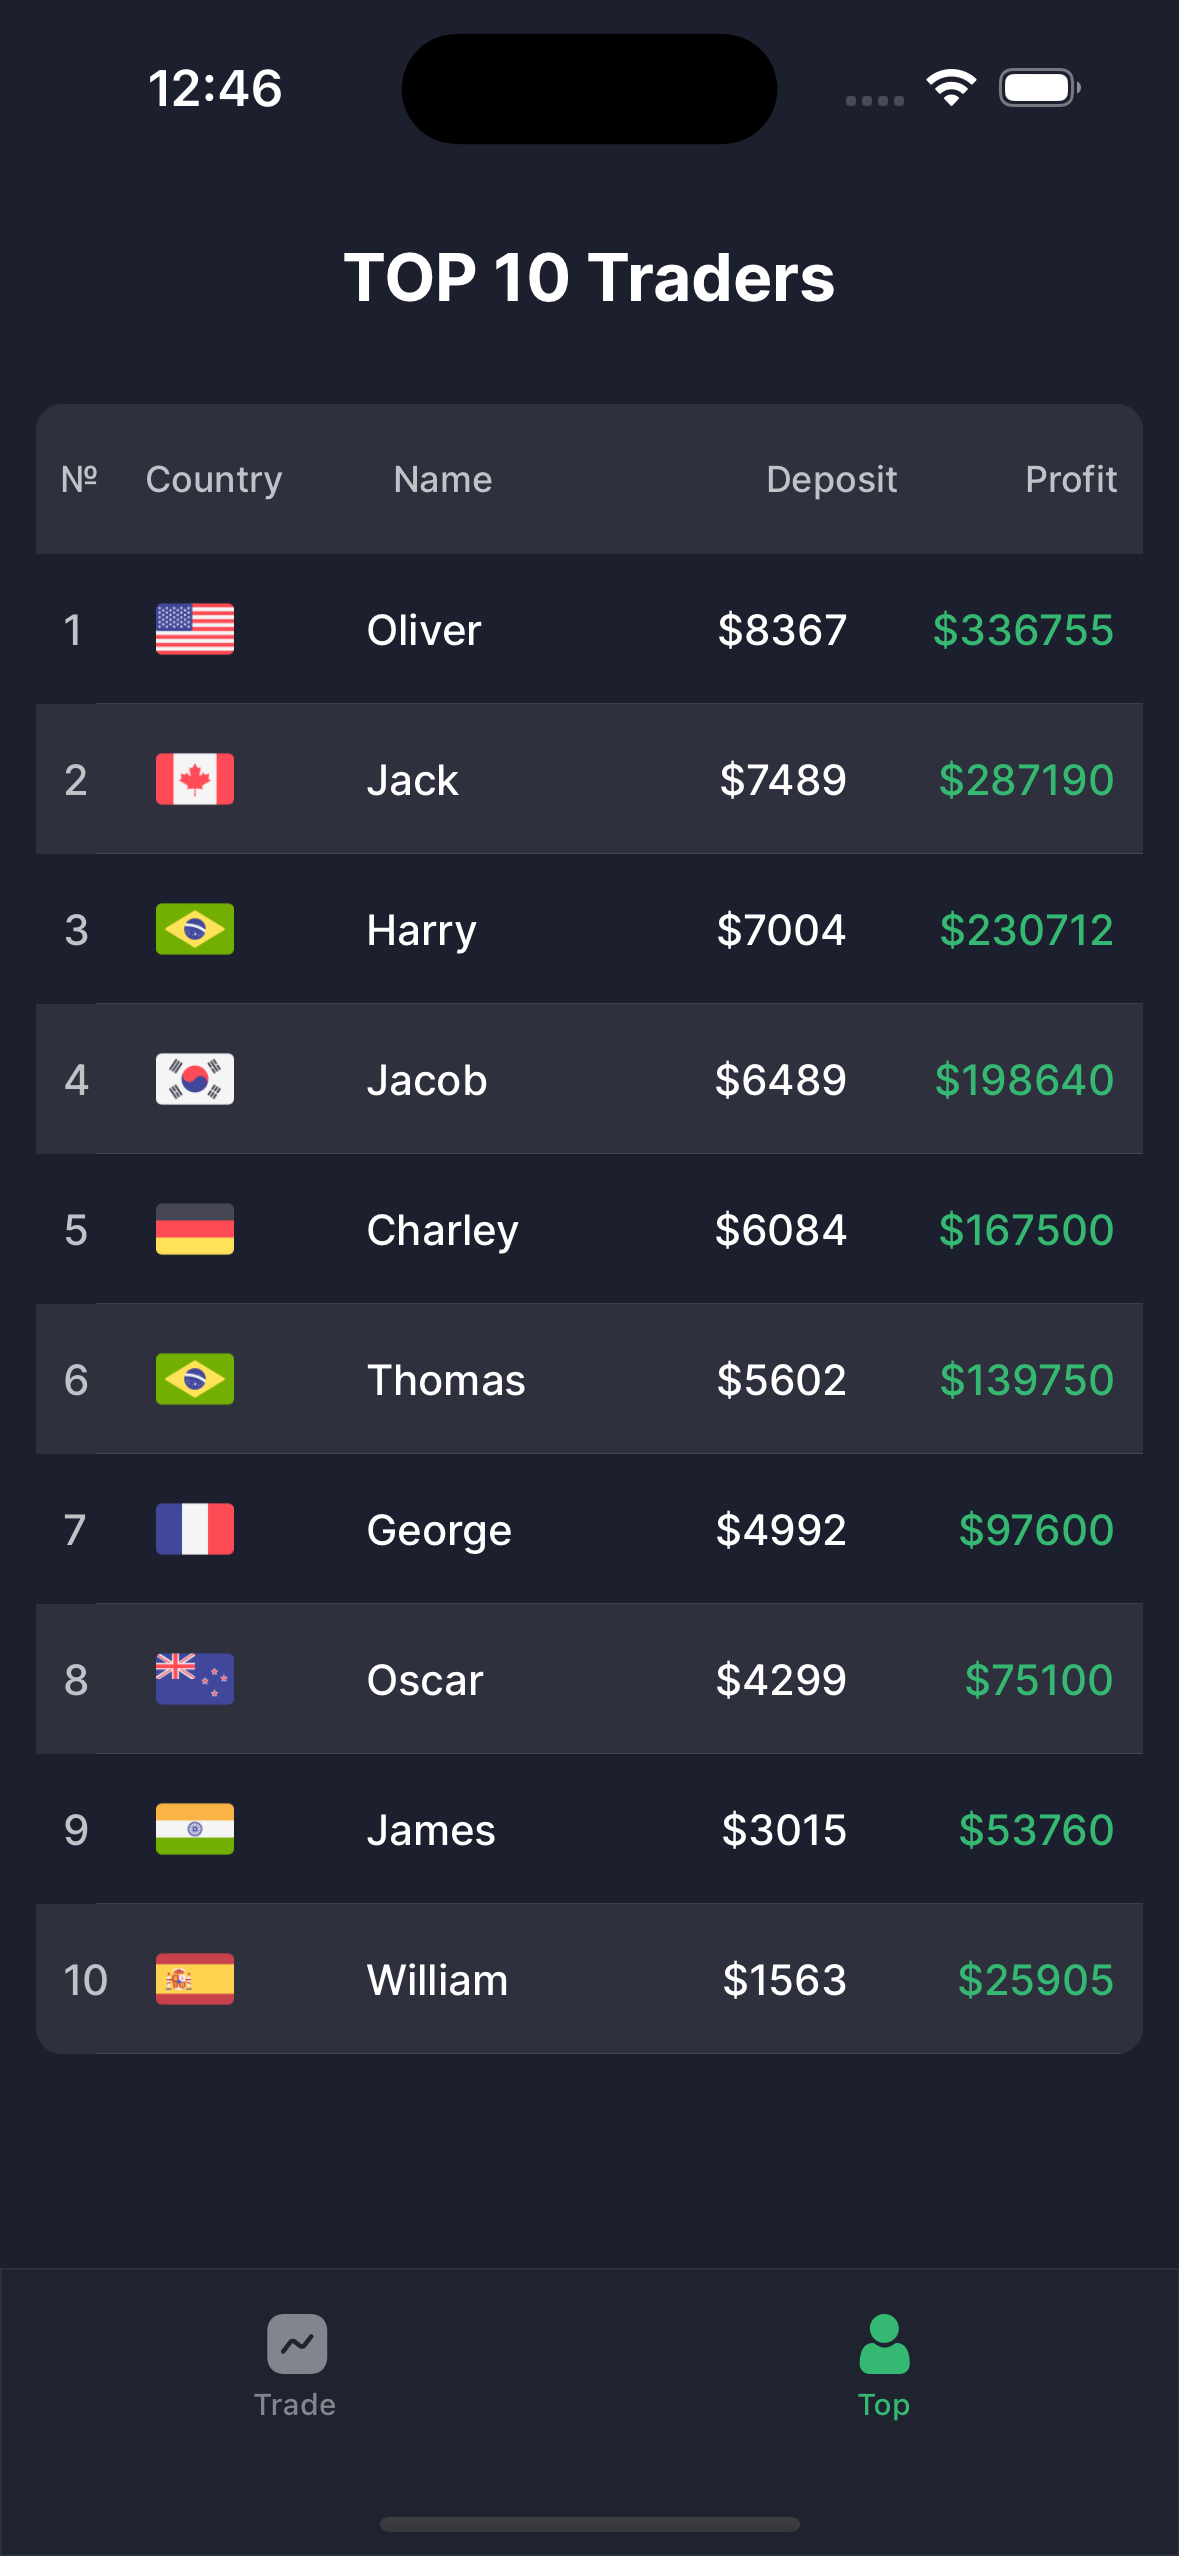 12:46
TOP 10 Traders
№ Country Name Deposit Profit
1 Oliver $8367 $336755
2 Jack $7489 $287190
3 Harry $7004 $230712
4 Jacob $6489 $198640
5 Charley $6084 $167500
6 Thomas $5602 $139750
7 George $4992 $97600
8 Oscar $4299 $75100
9 James $3015 $53760
10 William $1563 $25905
Trade Top